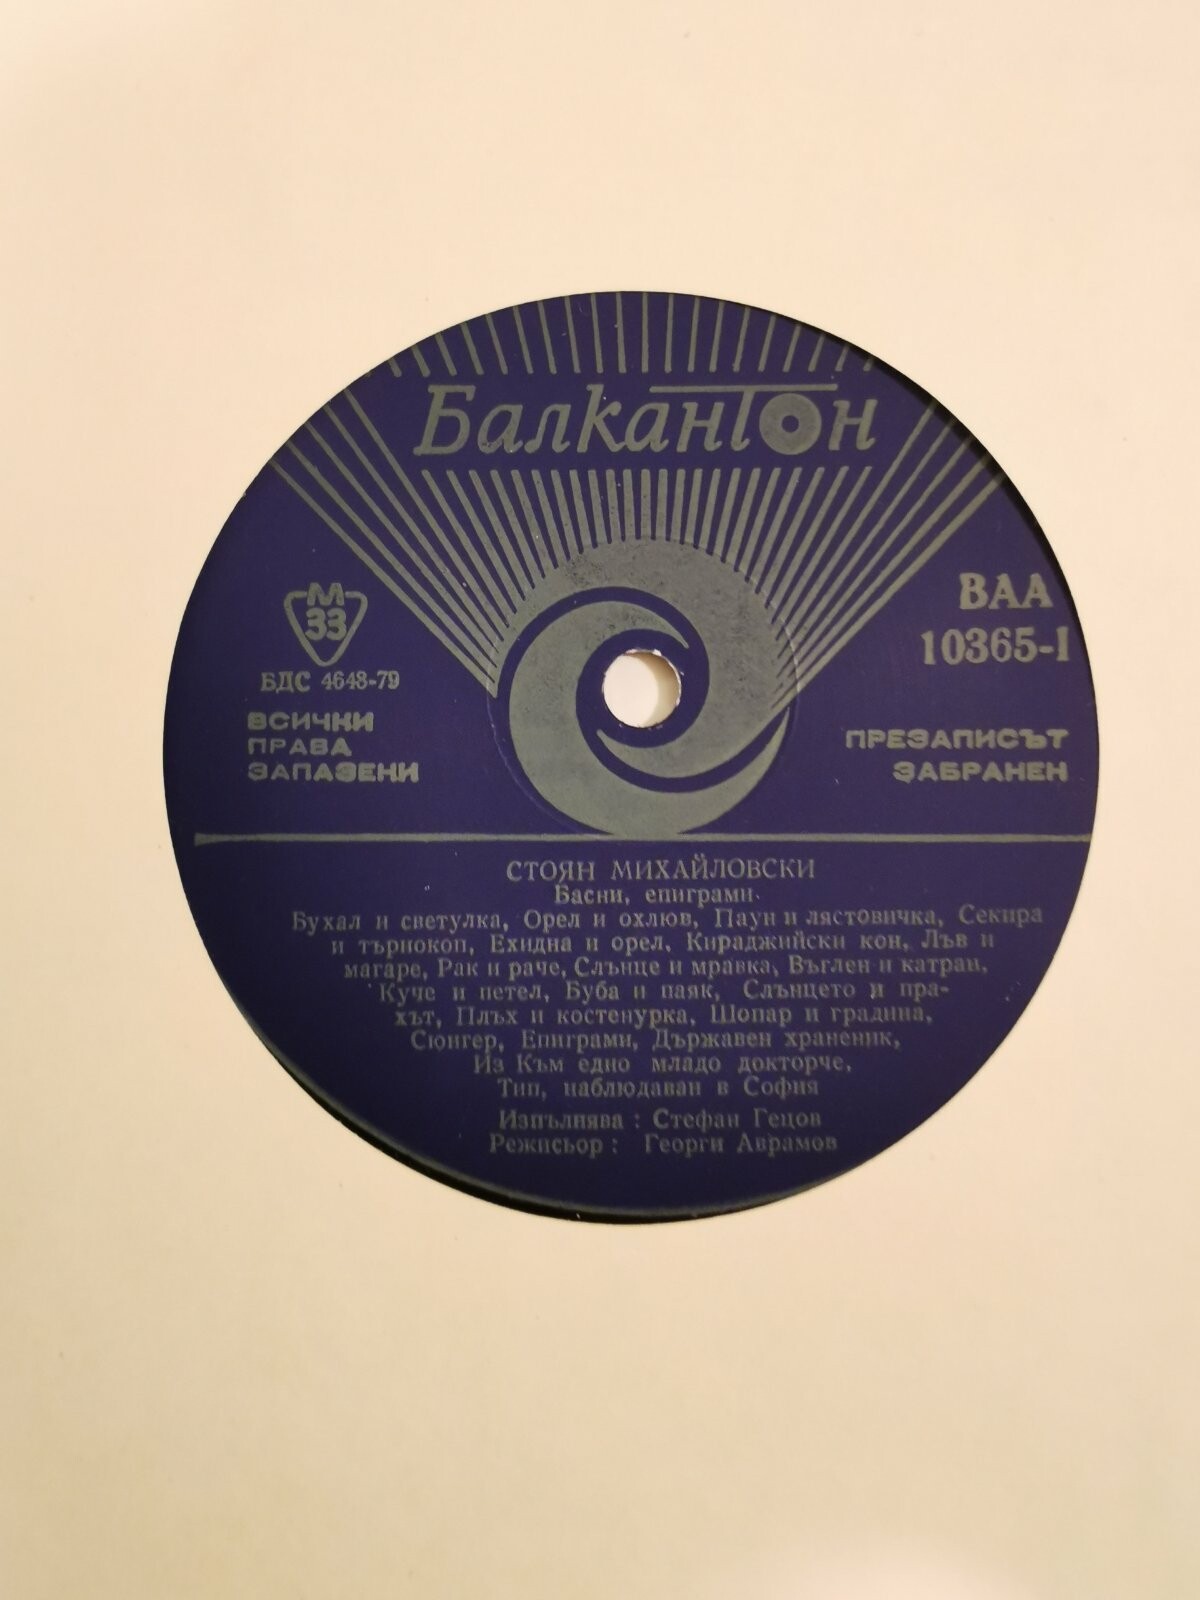 Балкантон
М
33
БДС 4648-79
ВСИЧКИ
ПРАВА
ЗАПАЗЕНИ
ВАА
10365-I
ПРЕЗАПИСЪТ
ЗАБРАНЕН
СТОЯН МИХАЙЛОВСКИ
Басни, епиграми.
Бухал и светулка, Орел и охлюв, Паун и лястовичка, Секира
и търнокоп, Ехидна и орел, Кираджийски кон, Лъв и
магаре, Рак и раче, Слънце и мравка, Въглен и катран,
Куче и петел, Буба и паяк, Слънцето и пра-
хът, Плъх и костенурка, Шопар и градина,
Сюнгер, Епиграми, Държавен храненик,
Из Към едно младо докторче,
Тип, наблюдаван в София
Изпълнява : Стефан Гецов
Режисьор : Георги Аврамов